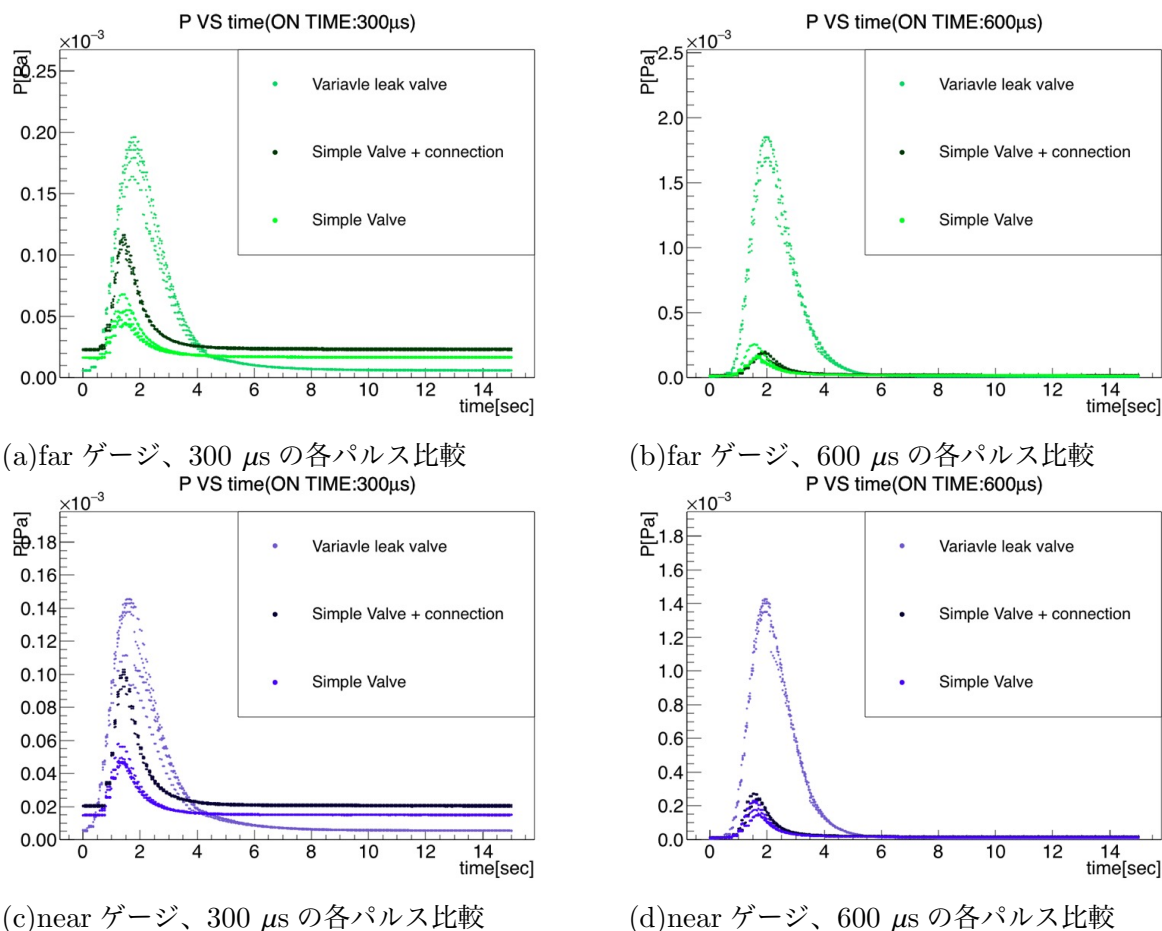 P VS time(ON TIME:300μs)
×10⁻³
P[Pa]
0.25
0.20
0.15
0.10
0.05
0.00
Variavle leak valve
Simple Valve + connection
Simple Valve
0 2 4 6 8 10 12 14
time[sec]
(a)far ゲージ、300 μs の各パルス比較
P VS time(ON TIME:600μs)
×10⁻³
P[Pa]
2.5
2.0
1.5
1.0
0.5
0.0
Variavle leak valve
Simple Valve + connection
Simple Valve
0 2 4 6 8 10 12 14
time[sec]
(b)far ゲージ、600 μs の各パルス比較
P VS time(ON TIME:300μs)
×10⁻³
P[Pa]
0.18
0.16
0.14
0.12
0.10
0.08
0.06
0.04
0.02
0.00
Variavle leak valve
Simple Valve + connection
Simple Valve
0 2 4 6 8 10 12 14
time[sec]
(c)near ゲージ、300 μs の各パルス比較
P VS time(ON TIME:600μs)
×10⁻³
P[Pa]
1.8
1.6
1.4
1.2
1.0
0.8
0.6
0.4
0.2
0.0
Variavle leak valve
Simple Valve + connection
Simple Valve
0 2 4 6 8 10 12 14
time[sec]
(d)near ゲージ、600 μs の各パルス比較